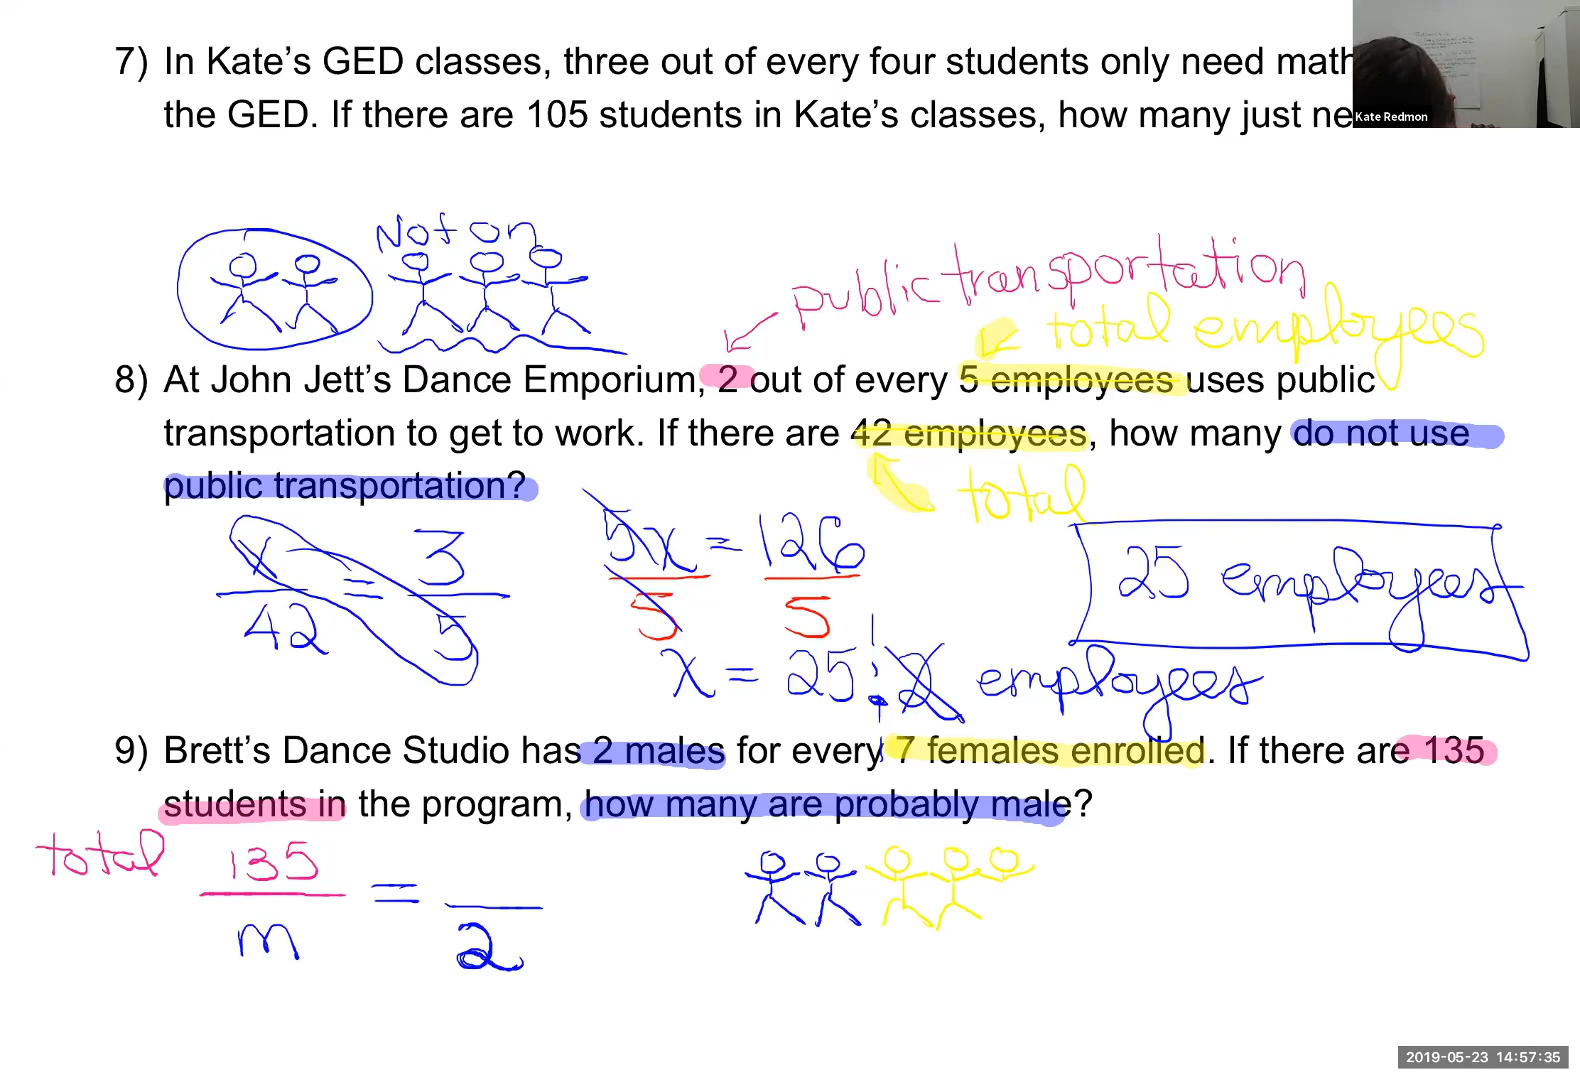 7) In Kate's GED classes, three out of every four students only need math
the GED. If there are 105 students in Kate's classes, how many just ne
Kate Redmon
Not on
public transportation
total employees
8) At John Jett's Dance Emporium, 2 out of every 5 employees uses public
transportation to get to work. If there are 42 employees, how many do not use
public transportation?
total
x/42 = 3/5
5x/5 = 126/5
x = 25.2 employees
25 employees
9) Brett's Dance Studio has 2 males for every 7 females enrolled. If there are 135
students in the program, how many are probably male?
total 135/m = /2
2019-05-23 14:57:35